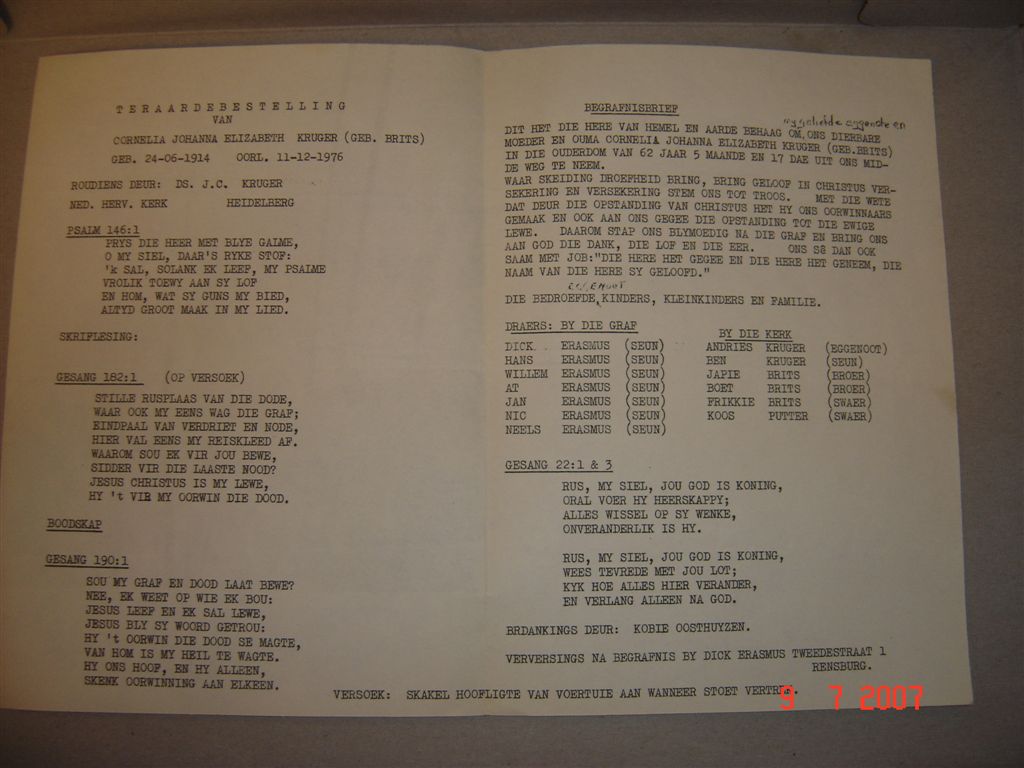 TERAARDEBESTELLING
VAN
CORNELIA JOHANNA ELIZABETH KRUGER (GEB. BRITS)
GEB. 24-06-1914 OORL. 11-12-1976
ROUDIENS DEUR: DS. J.C. KRUGER
NED. HERV. KERK HEIDELBERG
PSALM 146:1
PRYS DIE HEER MET BLYE GALME,
O MY SIEL, DAAR'S RYKE STOF:
'k SAL, SOLANK EK LEEF, MY PSALME
VROLIK TOEWY AAN SY LOF
EN HOM, WAT SY GUNS MY BIED,
ALTYD GROOT MAAK IN MY LIED.
SKRIFLESING:
GESANG 182:1 (OP VERSOEK)
STILLE RUSPLAAS VAN DIE DODE,
WAAR OOK MY EENS WAG DIE GRAF;
EINDPAAL VAN VERDRIET EN NODE,
HIER VAL EENS MY REISKLEED AF.
WAAROM SOU EK VIR JOU BEWE,
SIDDER VIR DIE LAASTE NOOD?
JESUS CHRISTUS IS MY LEWE,
HY 't VIR MY OORWIN DIE DOOD.
BOODSKAP
GESANG 190:1
SOU MY GRAF EN DOOD LAAT BEWE?
NEE, EK WEET OP WIE EK BOU:
JESUS LEEF EN EK SAL LEWE,
JESUS BLY SY WOORD GETROU:
HY 't OORWIN DIE DOOD SE MAGTE,
VAN HOM IS MY HEIL TE WAGTE.
HY ONS HOOF, EN HY ALLEEN,
SKENK OORWINNING AAN ELKEEN.
BEGRAFNISBRIEF
my geliefde eggenote en
DIT HET DIE HERE VAN HEMEL EN AARDE BEHAAG OM, ONS DIERBARE
MOEDER EN OUMA CORNELIA JOHANNA ELIZABETH KRUGER (GEB.BRITS)
IN DIE OUDERDOM VAN 62 JAAR 5 MAANDE EN 17 DAE UIT ONS MID-
DE WEG TE NEEM.
WAAR SKEIDING DROEFHEID BRING, BRING GELOOF IN CHRISTUS VER-
SEKERING EN VERSEKERING STEM ONS TOT TROOS. MET DIE WETE
DAT DEUR DIE OPSTANDING VAN CHRISTUS HET HY ONS OORWINNAARS
GEMAAK EN OOK AAN ONS GEGEE DIE OPSTANDING TOT DIE EWIGE
LEWE. DAAROM STAP ONS BLYMOEDIG NA DIE GRAF EN BRING ONS
AAN GOD DIE DANK, DIE LOF EN DIE EER. ONS Sê DAN OOK
SAAM MET JOB:"DIE HERE HET GEGEE EN DIE HERE HET GENEEM, DIE
NAAM VAN DIE HERE SY GELOOFD."
EGGENOOT
DIE BEDROEFDE, KINDERS, KLEINKINDERS EN FAMILIE.
DRAERS: BY DIE GRAF BY DIE KERK
DICK ERASMUS (SEUN) ANDRIES KRUGER (EGGENOOT)
HANS ERASMUS (SEUN) BEN KRUGER (SEUN)
WILLEM ERASMUS (SEUN) JAPIE BRITS (BROER)
AT ERASMUS (SEUN) BOET BRITS (BROER)
JAN ERASMUS (SEUN) FRIKKIE BRITS (SWAER)
NIC ERASMUS (SEUN) KOOS PUTTER (SWAER)
NEELS ERASMUS (SEUN)
GESANG 22:1 & 3
RUS, MY SIEL, JOU GOD IS KONING,
ORAL VOER HY HEERSKAPPY;
ALLES WISSEL OP SY WENKE,
ONVERANDERLIK IS HY.
RUS, MY SIEL, JOU GOD IS KONING,
WEES TEVREDE MET JOU LOT;
KYK HOE ALLES HIER VERANDER,
EN VERLANG ALLEEN NA GOD.
BRDANKINGS DEUR: KOBIE OOSTHUYZEN.
VERVERSINGS NA BEGRAFNIS BY DICK ERASMUS TWEEDESTRAAT 1
RENSBURG.
VERSOEK: SKAKEL HOOFLIGTE VAN VOERTUIE AAN WANNEER STOET VERTREK.
9 7 2007